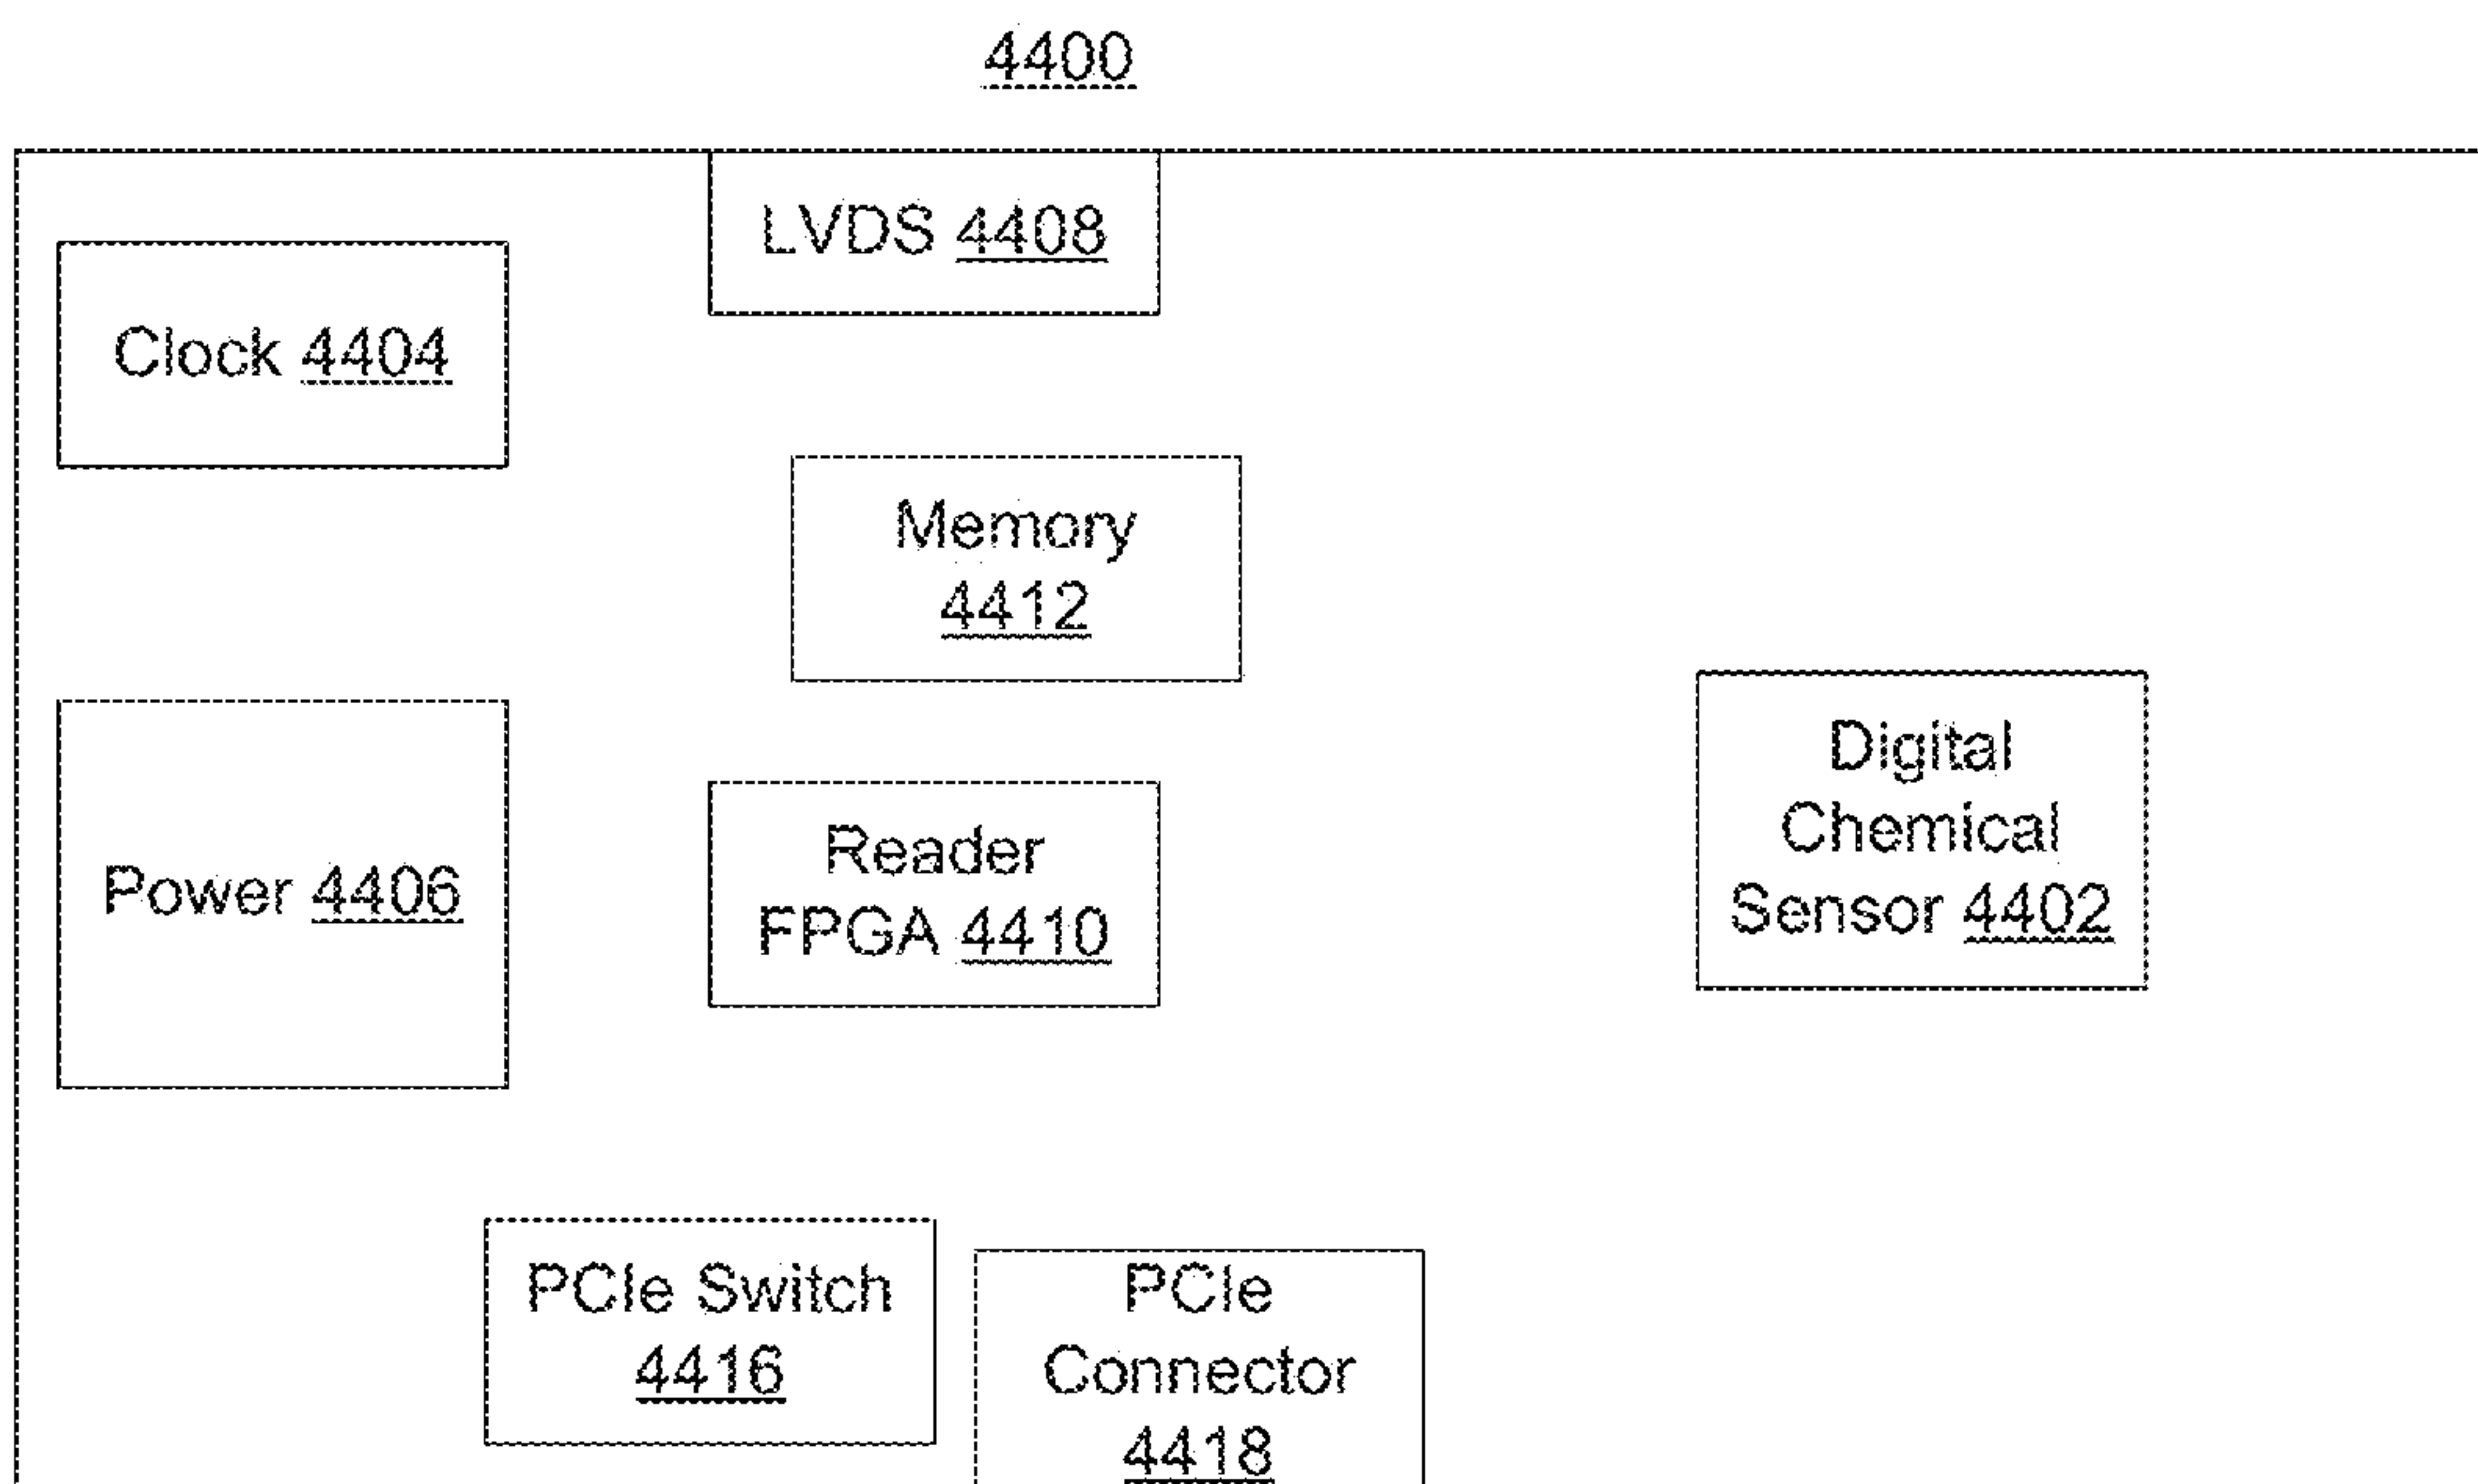 4400
LVDS 4408
Clock 4404
Memory
4412
Digital
Chemical
Sensor 4402
Power 4406
Reader
FPGA 4410
PCIe Switch
4416
PCIe
Connector
4418